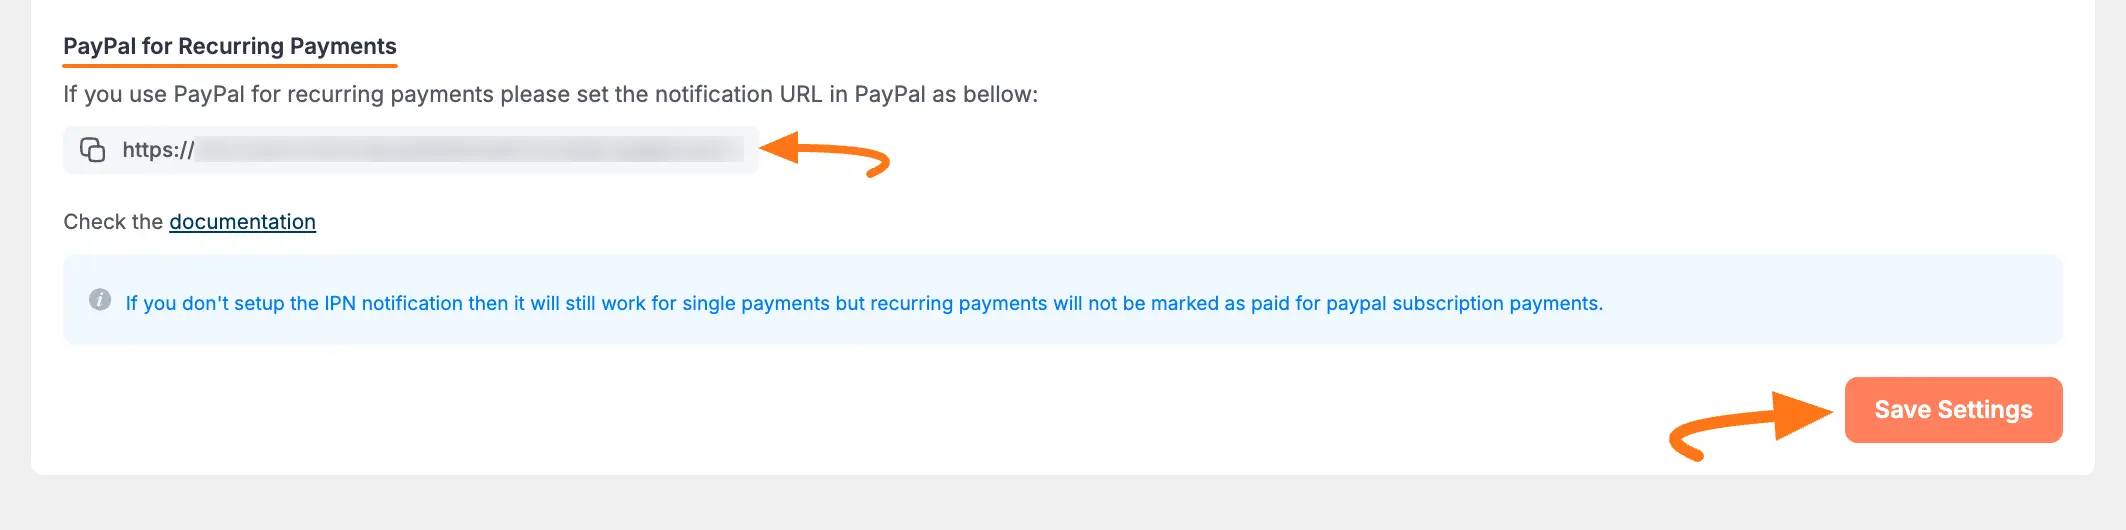 PayPal for Recurring Payments
If you use PayPal for recurring payments please set the notification URL in PayPal as bellow:
https://
Check the documentation
If you don't setup the IPN notification then it will still work for single payments but recurring payments will not be marked as paid for paypal subscription payments.
Save Settings